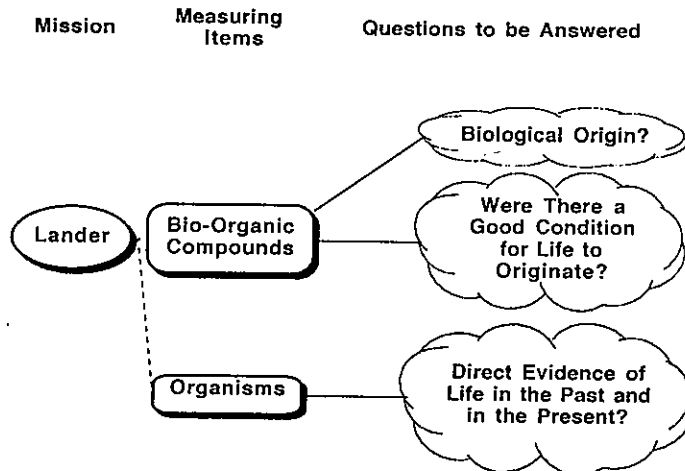 Mission
Measuring
Items
Questions to be Answered
Biological Origin?
Lander
Bio-Organic
Compounds
Were There a
Good Condition
for Life to
Originate?
Organisms
Direct Evidence of
Life in the Past and
in the Present?